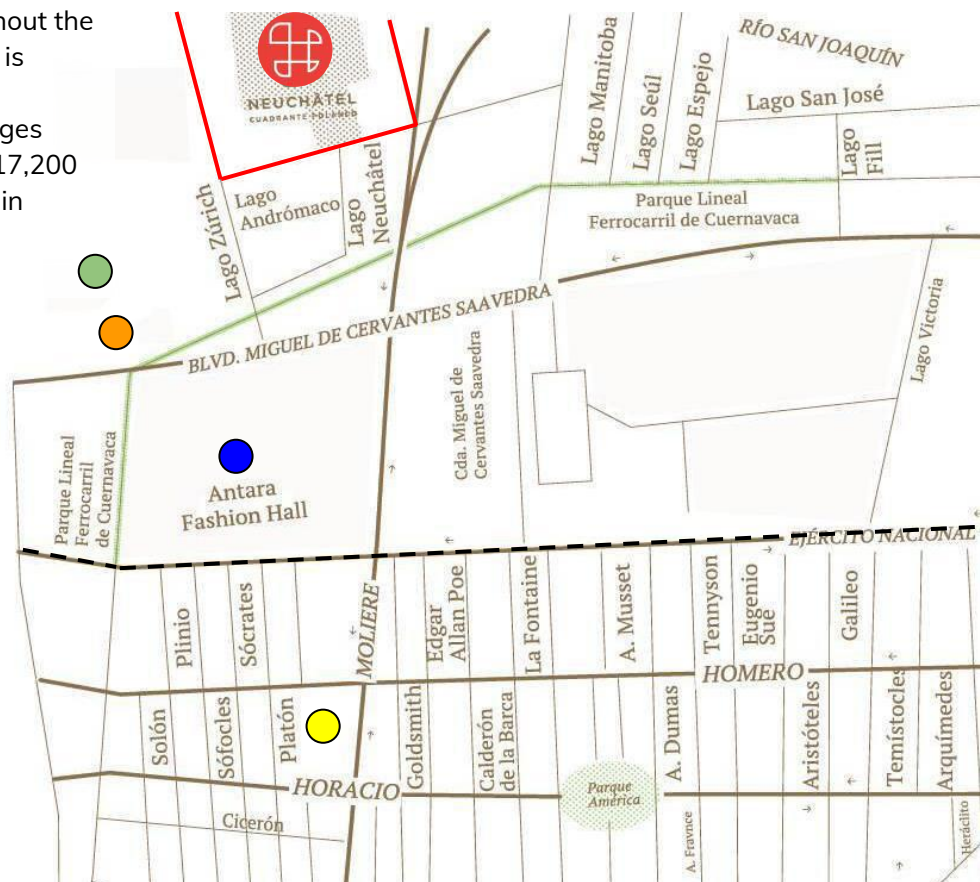 hout the
is
ges
17,200
in
NEUCHÂTEL
CUADRANTE POLANCO
Lago Zúrich
Lago
Andrómaco
Lago
Neuchâtel
Lago Manitoba
Lago Seúl
Lago Espejo
RÍO SAN JOAQUÍN
Lago San José
Lago
Fill
Parque Lineal
Ferrocarril de Cuernavaca
BLVD. MIGUEL DE CERVANTES SAAVEDRA
Lago Victoria
Cda. Miguel de
Cervantes Saavedra
Parque Lineal
Ferrocarril
de Cuernavaca
Antara
Fashion Hall
EJÉRCITO NACIONAL
Plinio
Sócrates
MOLIERE
Edgar
Allan Poe
La Fontaine
A. Musset
Tennyson
Eugenio
Sue
Galileo
HOMERO
Solón
Sófocles
Platón
Goldsmith
Calderón
de la Barca
A. Dumas
Aristóteles
Temístocles
Arquímedes
HORACIO
Parque
América
Cicerón
A. Fravnce
Heráclito